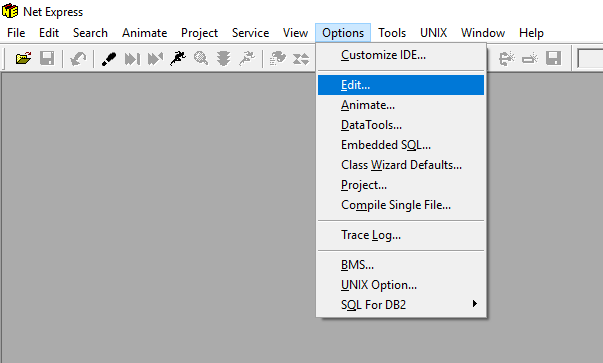 Net Express
File Edit Search Animate Project Service View Options Tools UNIX Window Help
Customize IDE...
Edit...
Animate...
DataTools...
Embedded SQL...
Class Wizard Defaults...
Project...
Compile Single File...
Trace Log...
BMS...
UNIX Option...
SQL For DB2